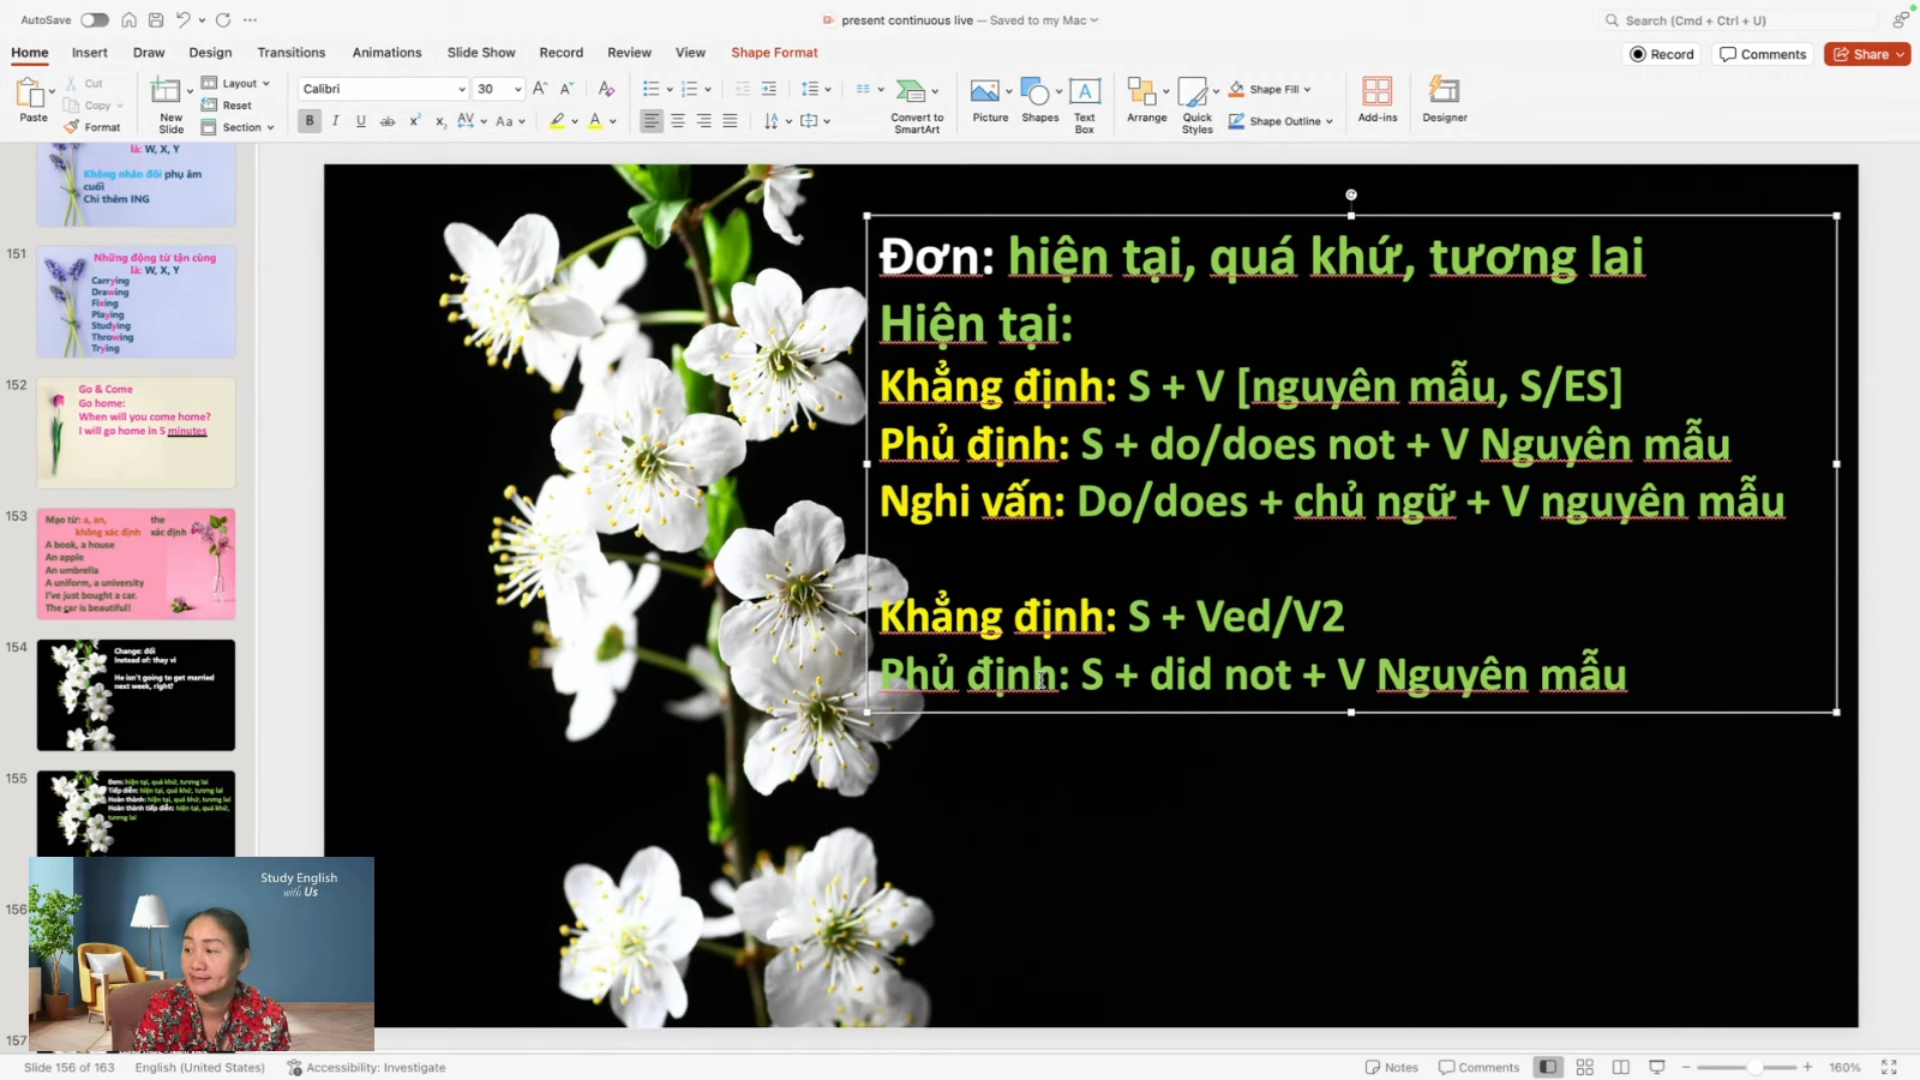 AutoSave
present continuous live — Saved to my Mac
Search (Cmd + Ctrl + U)
Home Insert Draw Design Transitions Animations Slide Show Record Review View Shape Format
Record Comments Share
Paste
Cut
Copy
Format
New Slide
Layout
Reset
Section
Calibri 30
Convert to SmartArt
Picture
Shapes
Text Box
Arrange
Quick Styles
Shape Fill
Shape Outline
Add-ins
Designer
là: W, X, Y
Không nhân đôi phụ âm
cuối
Chỉ thêm ING
151
Những động từ tận cùng
là: W, X, Y
Carrying
Drawing
Fixing
Playing
Studying
Throwing
Trying
152
Go & Come
Go home:
When will you come home?
I will go home in 5 minutes
153
Mạo từ: a, an, the
không xác định xác định
A book, a house
An apple
An umbrella
A uniform, a university
I've just bought a car.
The car is beautiful!
154
Change: đổi
Instead of: thay vì
He isn't going to get married
next week, right?
155
Đơn: hiện tại, quá khứ, tương lai
Tiếp diễn: hiện tại, quá khứ, tương lai
Hoàn thành: hiện tại, quá khứ, tương lai
Hoàn thành tiếp diễn: hiện tại, quá khứ,
tương lai
156
157
Đơn: hiện tại, quá khứ, tương lai
Hiện tại:
Khẳng định: S + V [nguyên mẫu, S/ES]
Phủ định: S + do/does not + V Nguyên mẫu
Nghi vấn: Do/does + chủ ngữ + V nguyên mẫu
Khẳng định: S + Ved/V2
Phủ định: S + did not + V Nguyên mẫu
Study English
with Us
Slide 156 of 163 English (United States) Accessibility: Investigate
Notes Comments 160%